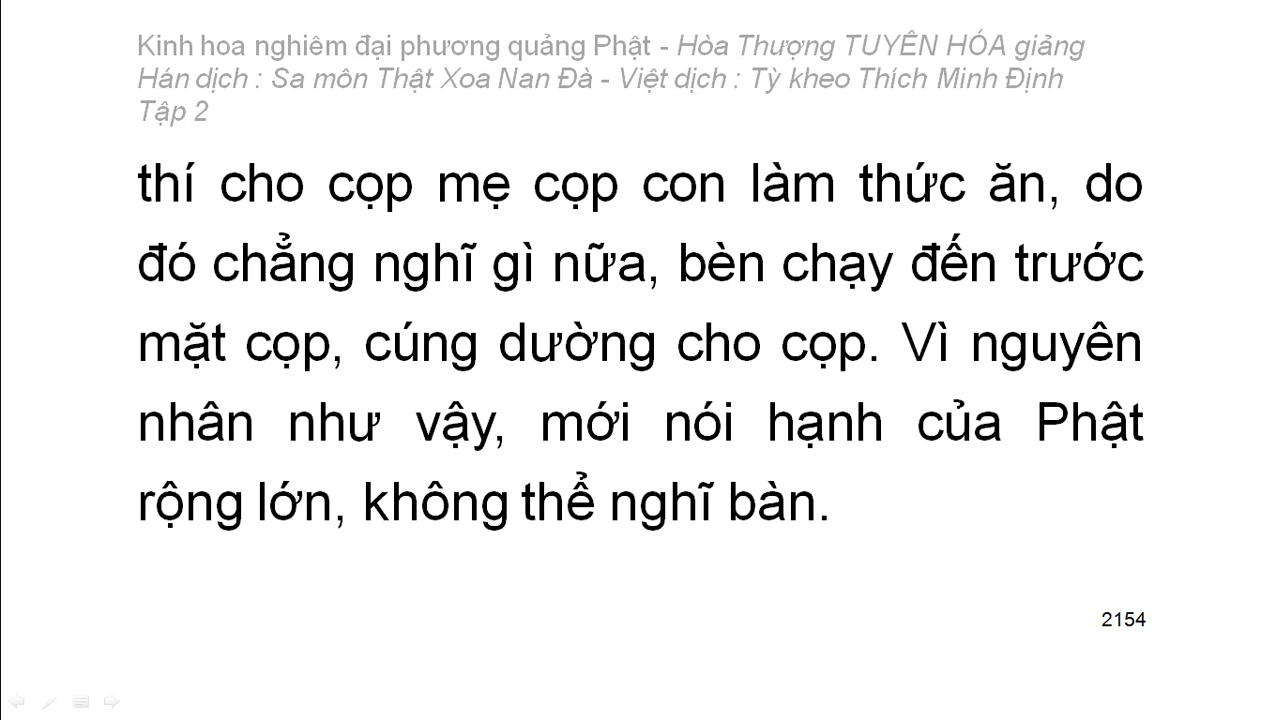 Kinh hoa nghiêm đại phương quảng Phật - Hòa Thượng TUYÊN HÓA giảng
Hán dịch : Sa môn Thật Xoa Nan Đà - Việt dịch : Tỳ kheo Thích Minh Định
Tập 2
thí cho cọp mẹ cọp con làm thức ăn, do
đó chẳng nghĩ gì nữa, bèn chạy đến trước
mặt cọp, cúng dường cho cọp. Vì nguyên
nhân như vậy, mới nói hạnh của Phật
rộng lớn, không thể nghĩ bàn.
2154